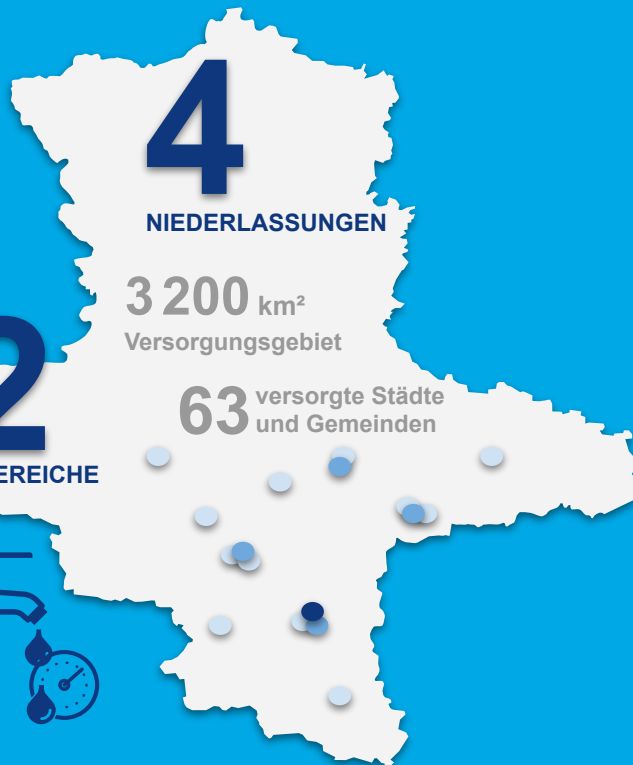 4
NIEDERLASSUNGEN
3 200 km²
Versorgungsgebiet
63 versorgte Städte
und Gemeinden
2
EREICHE